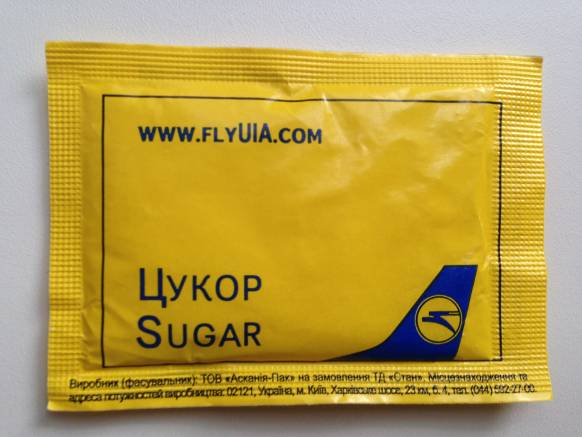 WWW.FLYUIA.COM
ЦУКОР
SUGAR
Виробник (фасувальник): ТОВ «Асканія-Пак» на замовлення ТД «Стан». Місцезнаходження та
адреса потужностей виробництва: 02121, Україна, м. Київ, Харківське шосе, 23 км, б. 4, тел. (044) 592-27-00.